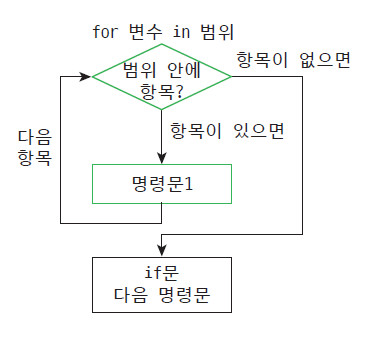 for 변수 in 범위
범위 안에
항목?
항목이 없으면
항목이 있으면
다음
항목
명령문1
if문
다음 명령문